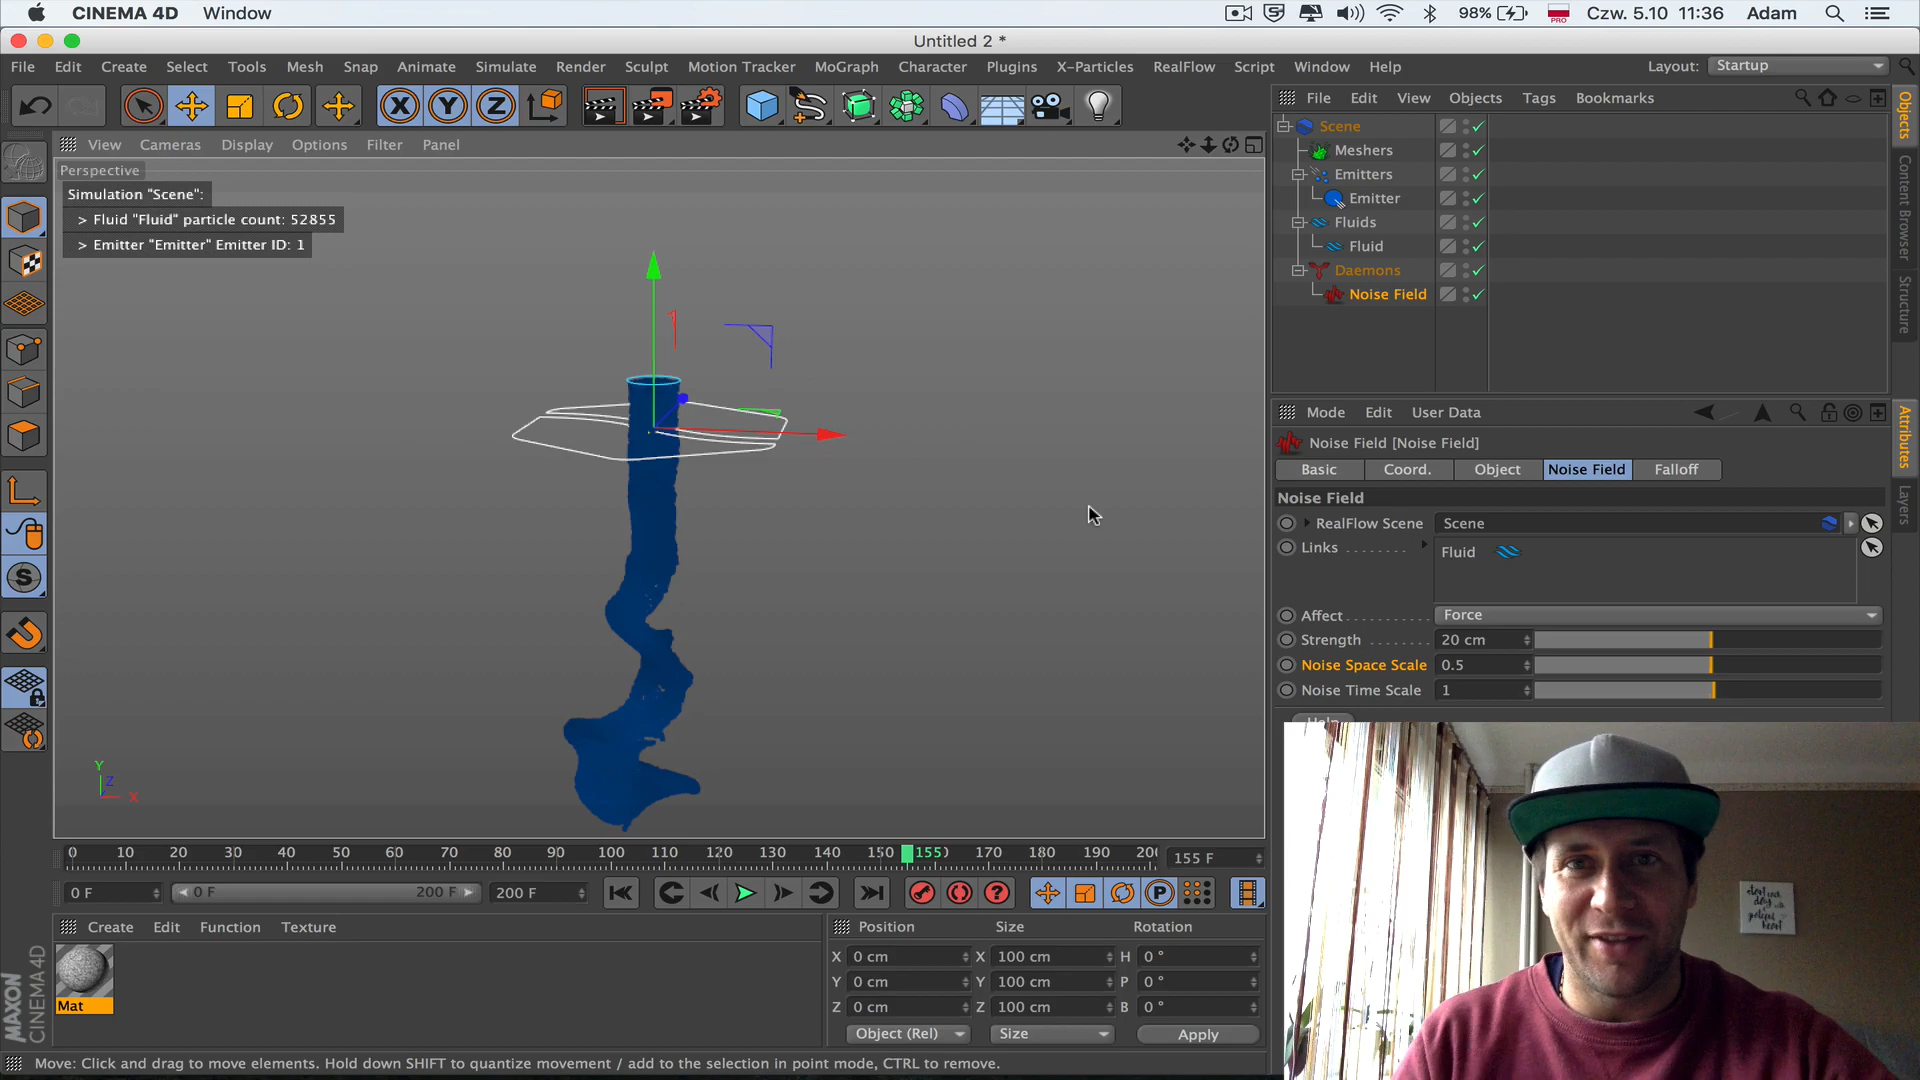 CINEMA 4D Window 98% PRO Czw. 5.10 11:36 Adam
Untitled 2 *
File Edit Create Select Tools Mesh Snap Animate Simulate Render Sculpt Motion Tracker MoGraph Character Plugins X-Particles RealFlow Script Window Help Layout: Startup
X Y Z
File Edit View Objects Tags Bookmarks
View Cameras Display Options Filter Panel
Perspective
Simulation "Scene":
> Fluid "Fluid" particle count: 52855
> Emitter "Emitter" Emitter ID: 1
Scene
Meshers
Emitters
Emitter
Fluids
Fluid
Daemons
Noise Field
Objects
Content Browser
Structure
Mode Edit User Data
Noise Field [Noise Field]
Basic Coord. Object Noise Field Falloff
Noise Field
RealFlow Scene Scene
Links Fluid
Affect Force
Strength 20 cm
Noise Space Scale 0.5
Noise Time Scale 1
Help
Attributes
Layers
Y
Z
X
0 10 20 30 40 50 60 70 80 90 100 110 120 130 140 150 155 170 180 190 200 155 F
0 F 0 F 200 F 200 F
Create Edit Function Texture
Mat
Position Size Rotation
X 0 cm X 100 cm H 0 °
Y 0 cm Y 100 cm P 0 °
Z 0 cm Z 100 cm B 0 °
Object (Rel) Size Apply
MAXON
CINEMA 4D
Move: Click and drag to move elements. Hold down SHIFT to quantize movement / add to the selection in point mode, CTRL to remove.